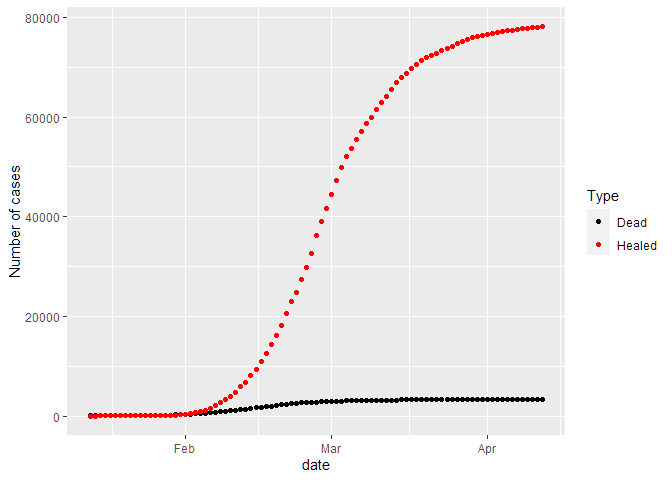 80000
60000
40000
20000
0
Number of cases
Feb
Mar
Apr
date
Type
Dead
Healed